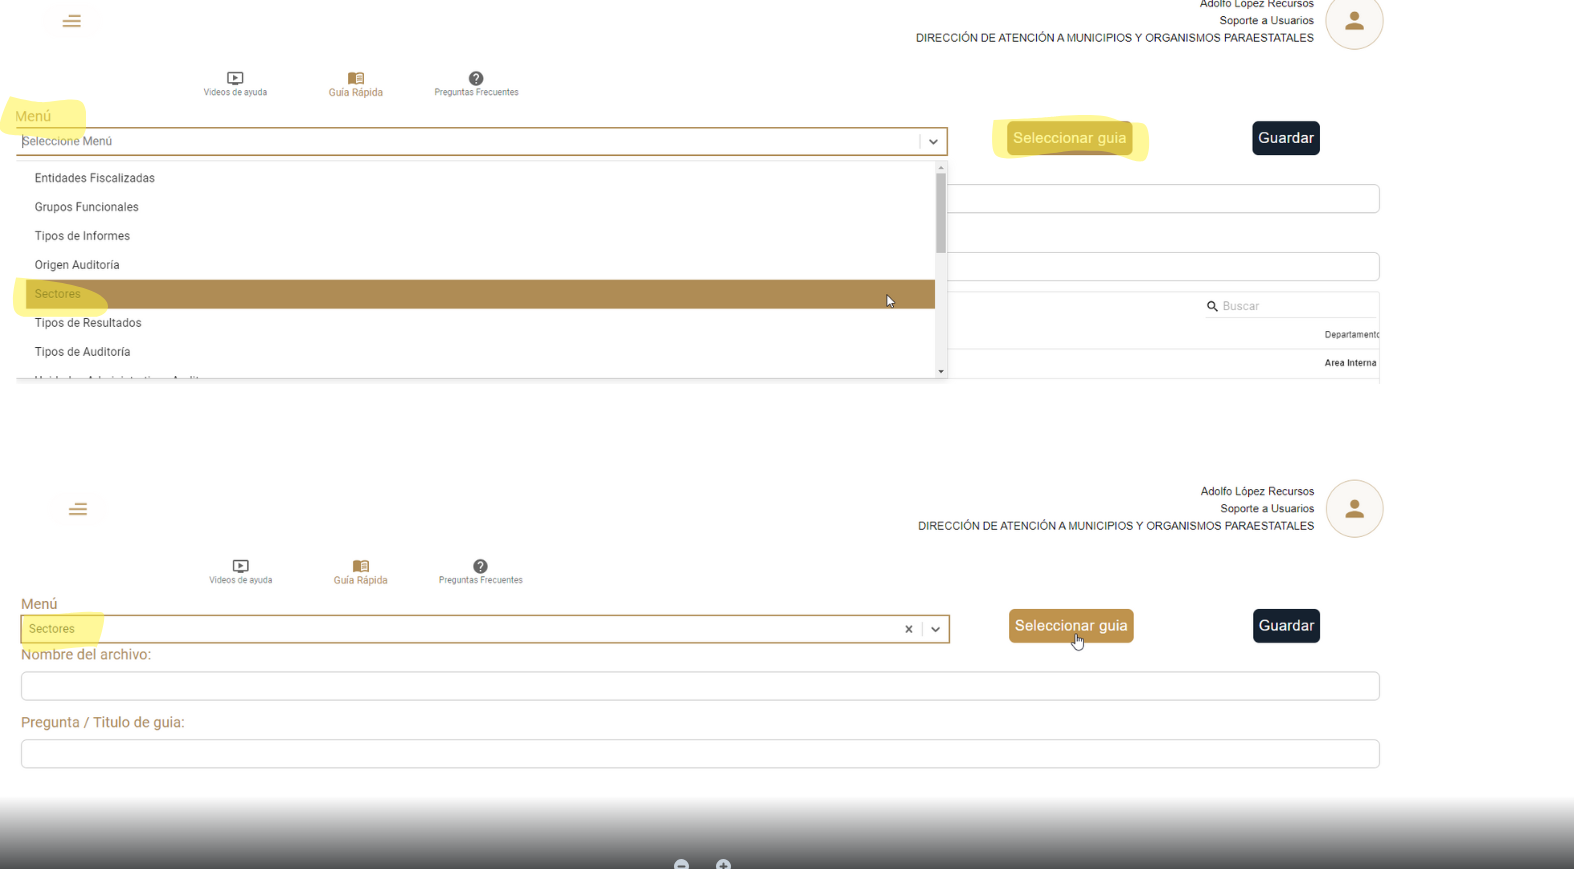 Adolfo López Recursos
Soporte a Usuarios
DIRECCIÓN DE ATENCIÓN A MUNICIPIOS Y ORGANISMOS PARAESTATALES
Videos de ayuda
Guía Rápida
Preguntas Frecuentes
Menú
Seleccione Menú
Seleccionar guia
Guardar
Entidades Fiscalizadas
Grupos Funcionales
Tipos de Informes
Origen Auditoría
Sectores
Buscar
Tipos de Resultados
Departamento
Tipos de Auditoría
Area Interna
Adolfo López Recursos
Soporte a Usuarios
DIRECCIÓN DE ATENCIÓN A MUNICIPIOS Y ORGANISMOS PARAESTATALES
Videos de ayuda
Guía Rápida
Preguntas Frecuentes
Menú
Sectores
Seleccionar guia
Guardar
Nombre del archivo:
Pregunta / Titulo de guia: